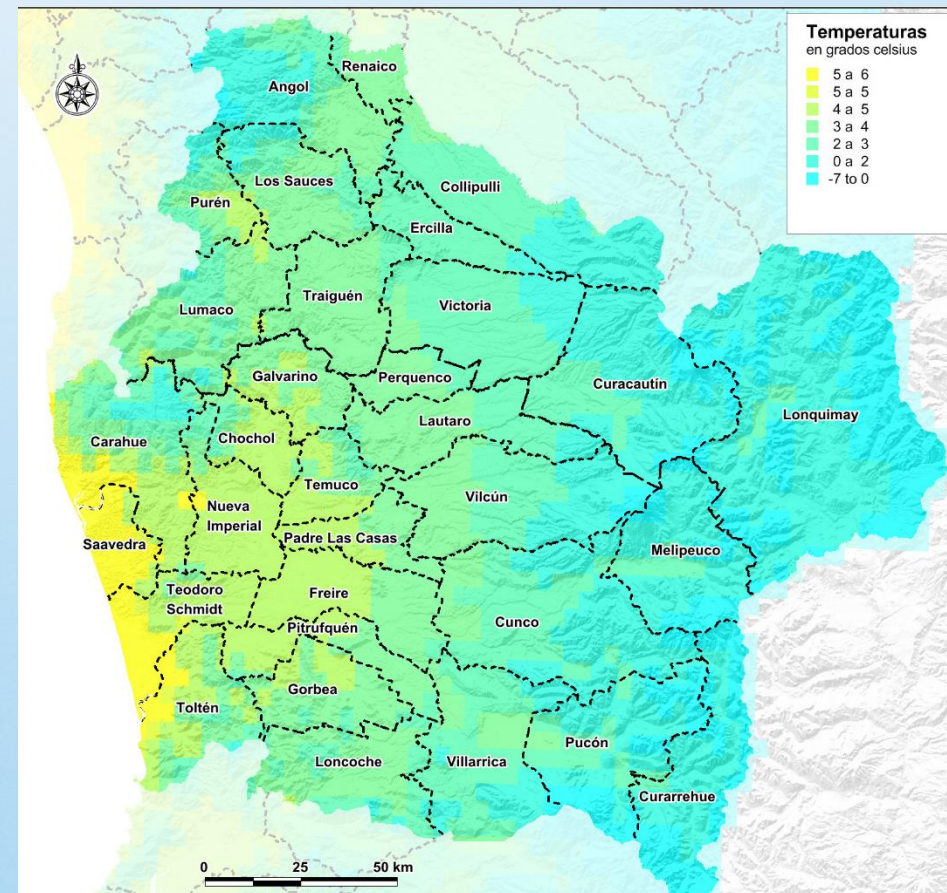 Temperaturas
en grados celsius
5 a 6
5 a 5
4 a 5
3 a 4
2 a 3
0 a 2
-7 to 0
Renaico
Angol
Collipulli
Los Sauces
Purén
Ercilla
Traiguén
Victoria
Lumaco
Galvarino
Perquenco
Curacautín
Lonquimay
Lautaro
Carahue
Chochol
Temuco
Vilcún
Nueva
Imperial
Padre Las Casas
Saavedra
Melipeuco
Teodoro
Schmidt
Freire
Cunco
Pitrufquén
Gorbea
Toltén
Pucón
Loncoche
Villarrica
Curarrehue
0 25 50 km